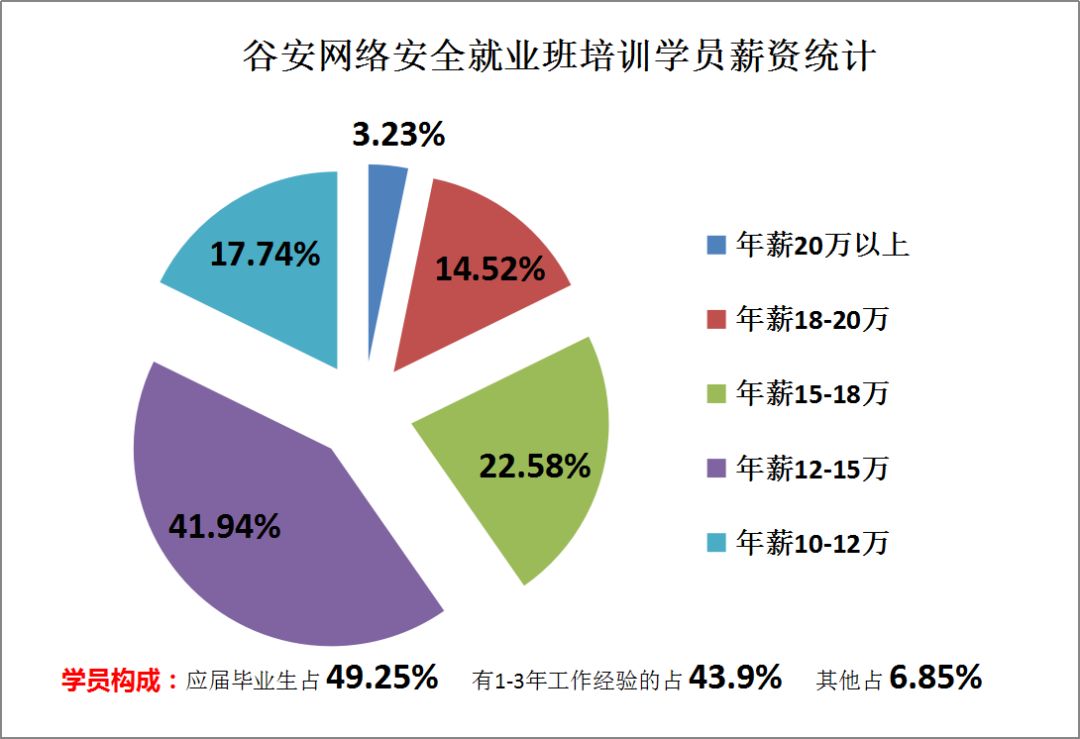 谷安网络安全就业班培训学员薪资统计
3.23%
17.74%
14.52%
22.58%
41.94%
年薪20万以上
年薪18-20万
年薪15-18万
年薪12-15万
年薪10-12万
学员构成：应届毕业生占 49.25% 有1-3年工作经验的占 43.9% 其他占 6.85%